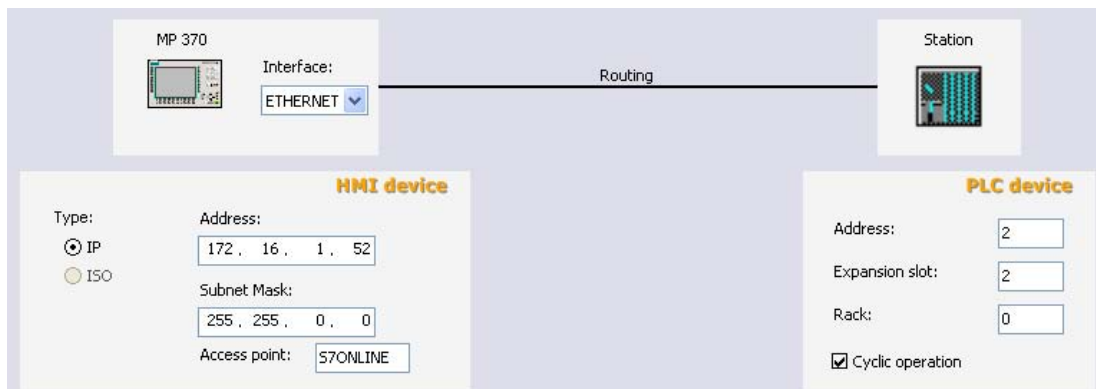 MP 370
Interface:
ETHERNET
Routing
Station
HMI device
Type:
IP
ISO
Address:
172 . 16 . 1 . 52
Subnet Mask:
255 . 255 . 0 . 0
Access point: S7ONLINE
PLC device
Address: 2
Expansion slot: 2
Rack: 0
Cyclic operation